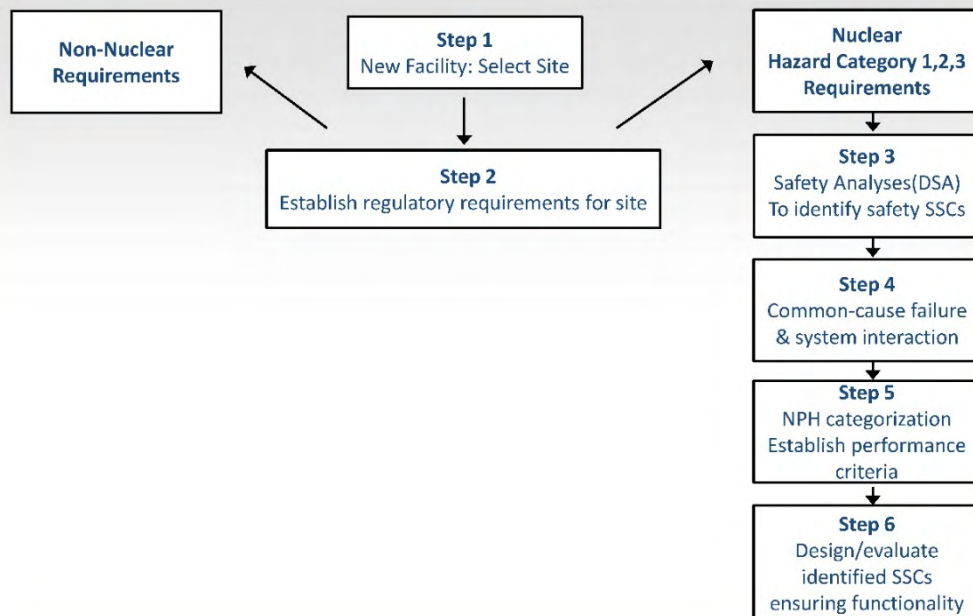 Non-Nuclear
Requirements
Step 1
New Facility: Select Site
Nuclear
Hazard Category 1,2,3
Requirements
Step 2
Establish regulatory requirements for site
Step 3
Safety Analyses(DSA)
To identify safety SSCs
Step 4
Common-cause failure
& system interaction
Step 5
NPH categorization
Establish performance
criteria
Step 6
Design/evaluate
identified SSCs
ensuring functionality